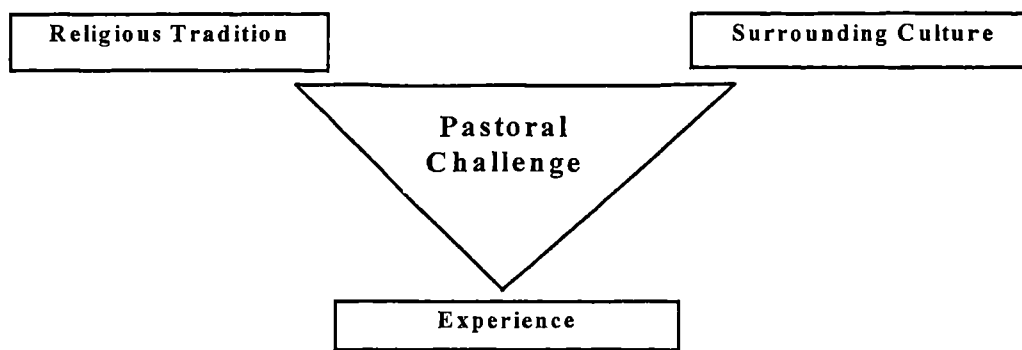 Religious Tradition
Surrounding Culture
Pastoral
Challenge
Experience